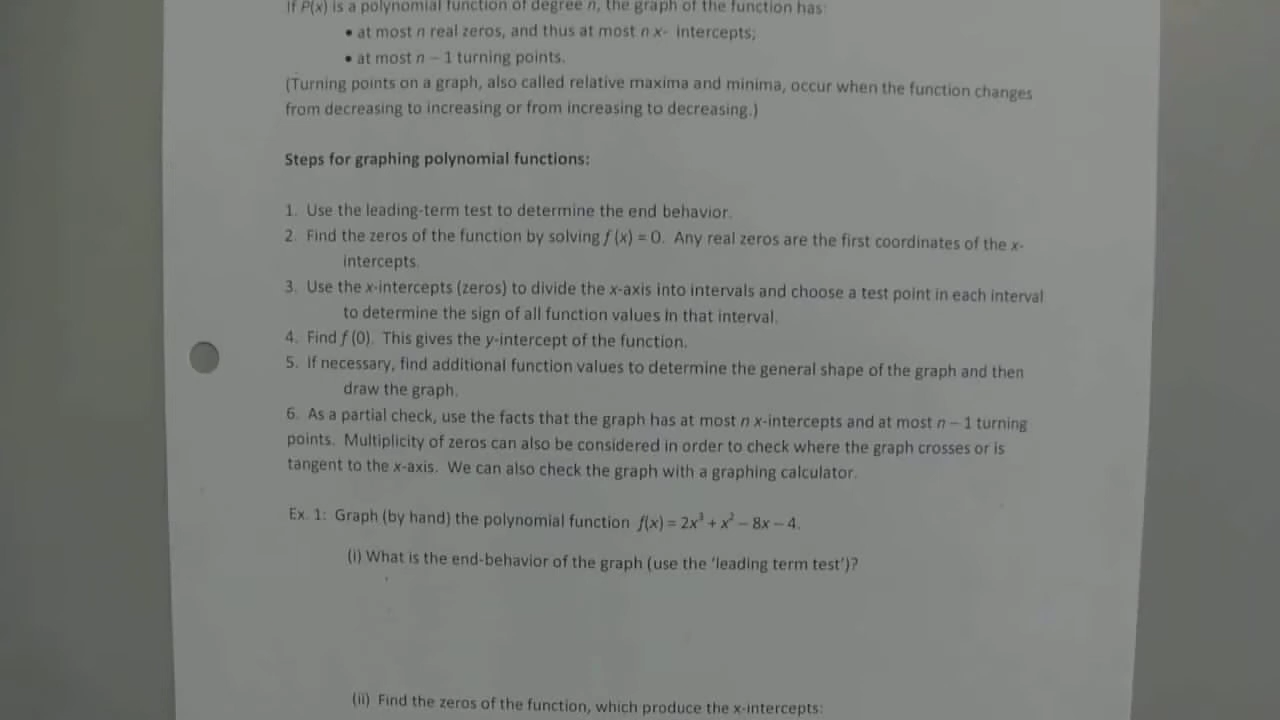 If P(x) is a polynomial function of degree n, the graph of the function has:
• at most n real zeros, and thus at most n x- intercepts;
• at most n – 1 turning points.
(Turning points on a graph, also called relative maxima and minima, occur when the function changes
from decreasing to increasing or from increasing to decreasing.)
Steps for graphing polynomial functions:
1. Use the leading-term test to determine the end behavior.
2. Find the zeros of the function by solving f (x) = 0. Any real zeros are the first coordinates of the x-
intercepts.
3. Use the x-intercepts (zeros) to divide the x-axis into intervals and choose a test point in each interval
to determine the sign of all function values in that interval.
4. Find f (0). This gives the y-intercept of the function.
5. If necessary, find additional function values to determine the general shape of the graph and then
draw the graph.
6. As a partial check, use the facts that the graph has at most n x-intercepts and at most n – 1 turning
points. Multiplicity of zeros can also be considered in order to check where the graph crosses or is
tangent to the x-axis. We can also check the graph with a graphing calculator.
Ex. 1: Graph (by hand) the polynomial function f(x) = 2x³ + x² – 8x – 4.
(i) What is the end-behavior of the graph (use the ‘leading term test’)?
(ii) Find the zeros of the function, which produce the x-intercepts: